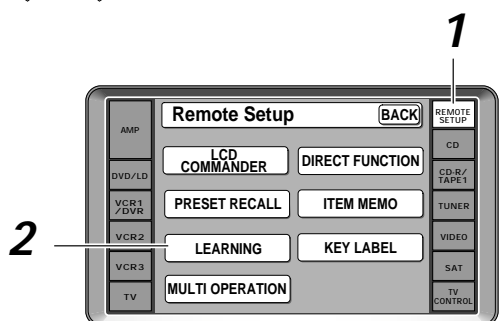 1
Remote Setup
BACK
REMOTE
SETUP
AMP
CD
LCD
COMMANDER
DIRECT FUNCTION
DVD/LD
CD-R/
TAPE1
VCR1
/DVR
PRESET RECALL
ITEM MEMO
TUNER
2
VCR2
LEARNING
KEY LABEL
VIDEO
VCR3
SAT
TV
MULTI OPERATION
TV
CONTROL